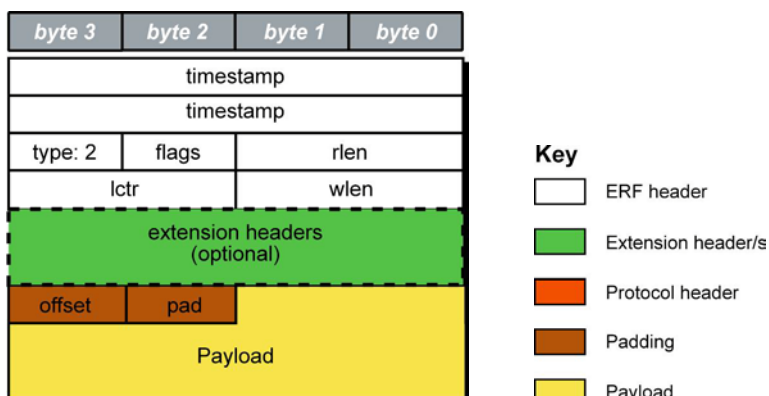 byte 3 byte 2 byte 1 byte 0
timestamp
timestamp
type: 2 flags rlen
lctr wlen
extension headers
(optional)
offset pad
Payload
Key
ERF header
Extension header/s
Protocol header
Padding
Payload